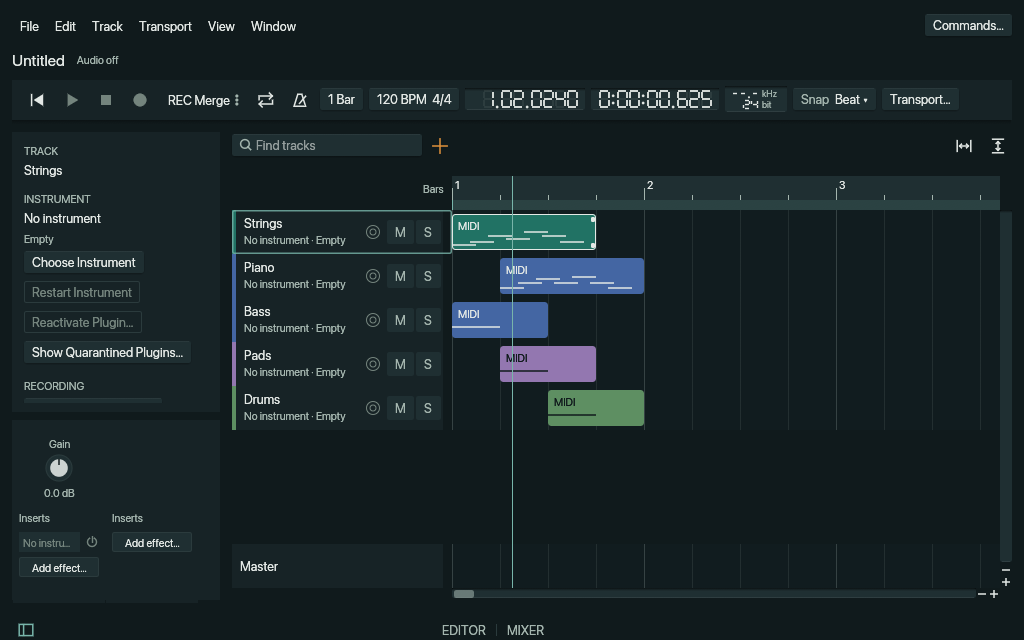 File Edit Track Transport View Window Commands...
Untitled Audio off
REC Merge 1 Bar 120 BPM 4/4 1.02.0240 0:00:00.625 --.- kHz -.- bit Snap Beat Transport...
TRACK
Strings
INSTRUMENT
No instrument
Empty
Choose Instrument
Restart Instrument
Reactivate Plugin...
Show Quarantined Plugins...
RECORDING
Gain
0.0 dB
Inserts Inserts
No instru... Add effect...
Add effect...
Find tracks
Bars 1 2 3
Strings
No instrument · Empty M S MIDI
Piano
No instrument · Empty M S MIDI
Bass
No instrument · Empty M S MIDI
Pads
No instrument · Empty M S MIDI
Drums
No instrument · Empty M S MIDI
Master
EDITOR MIXER